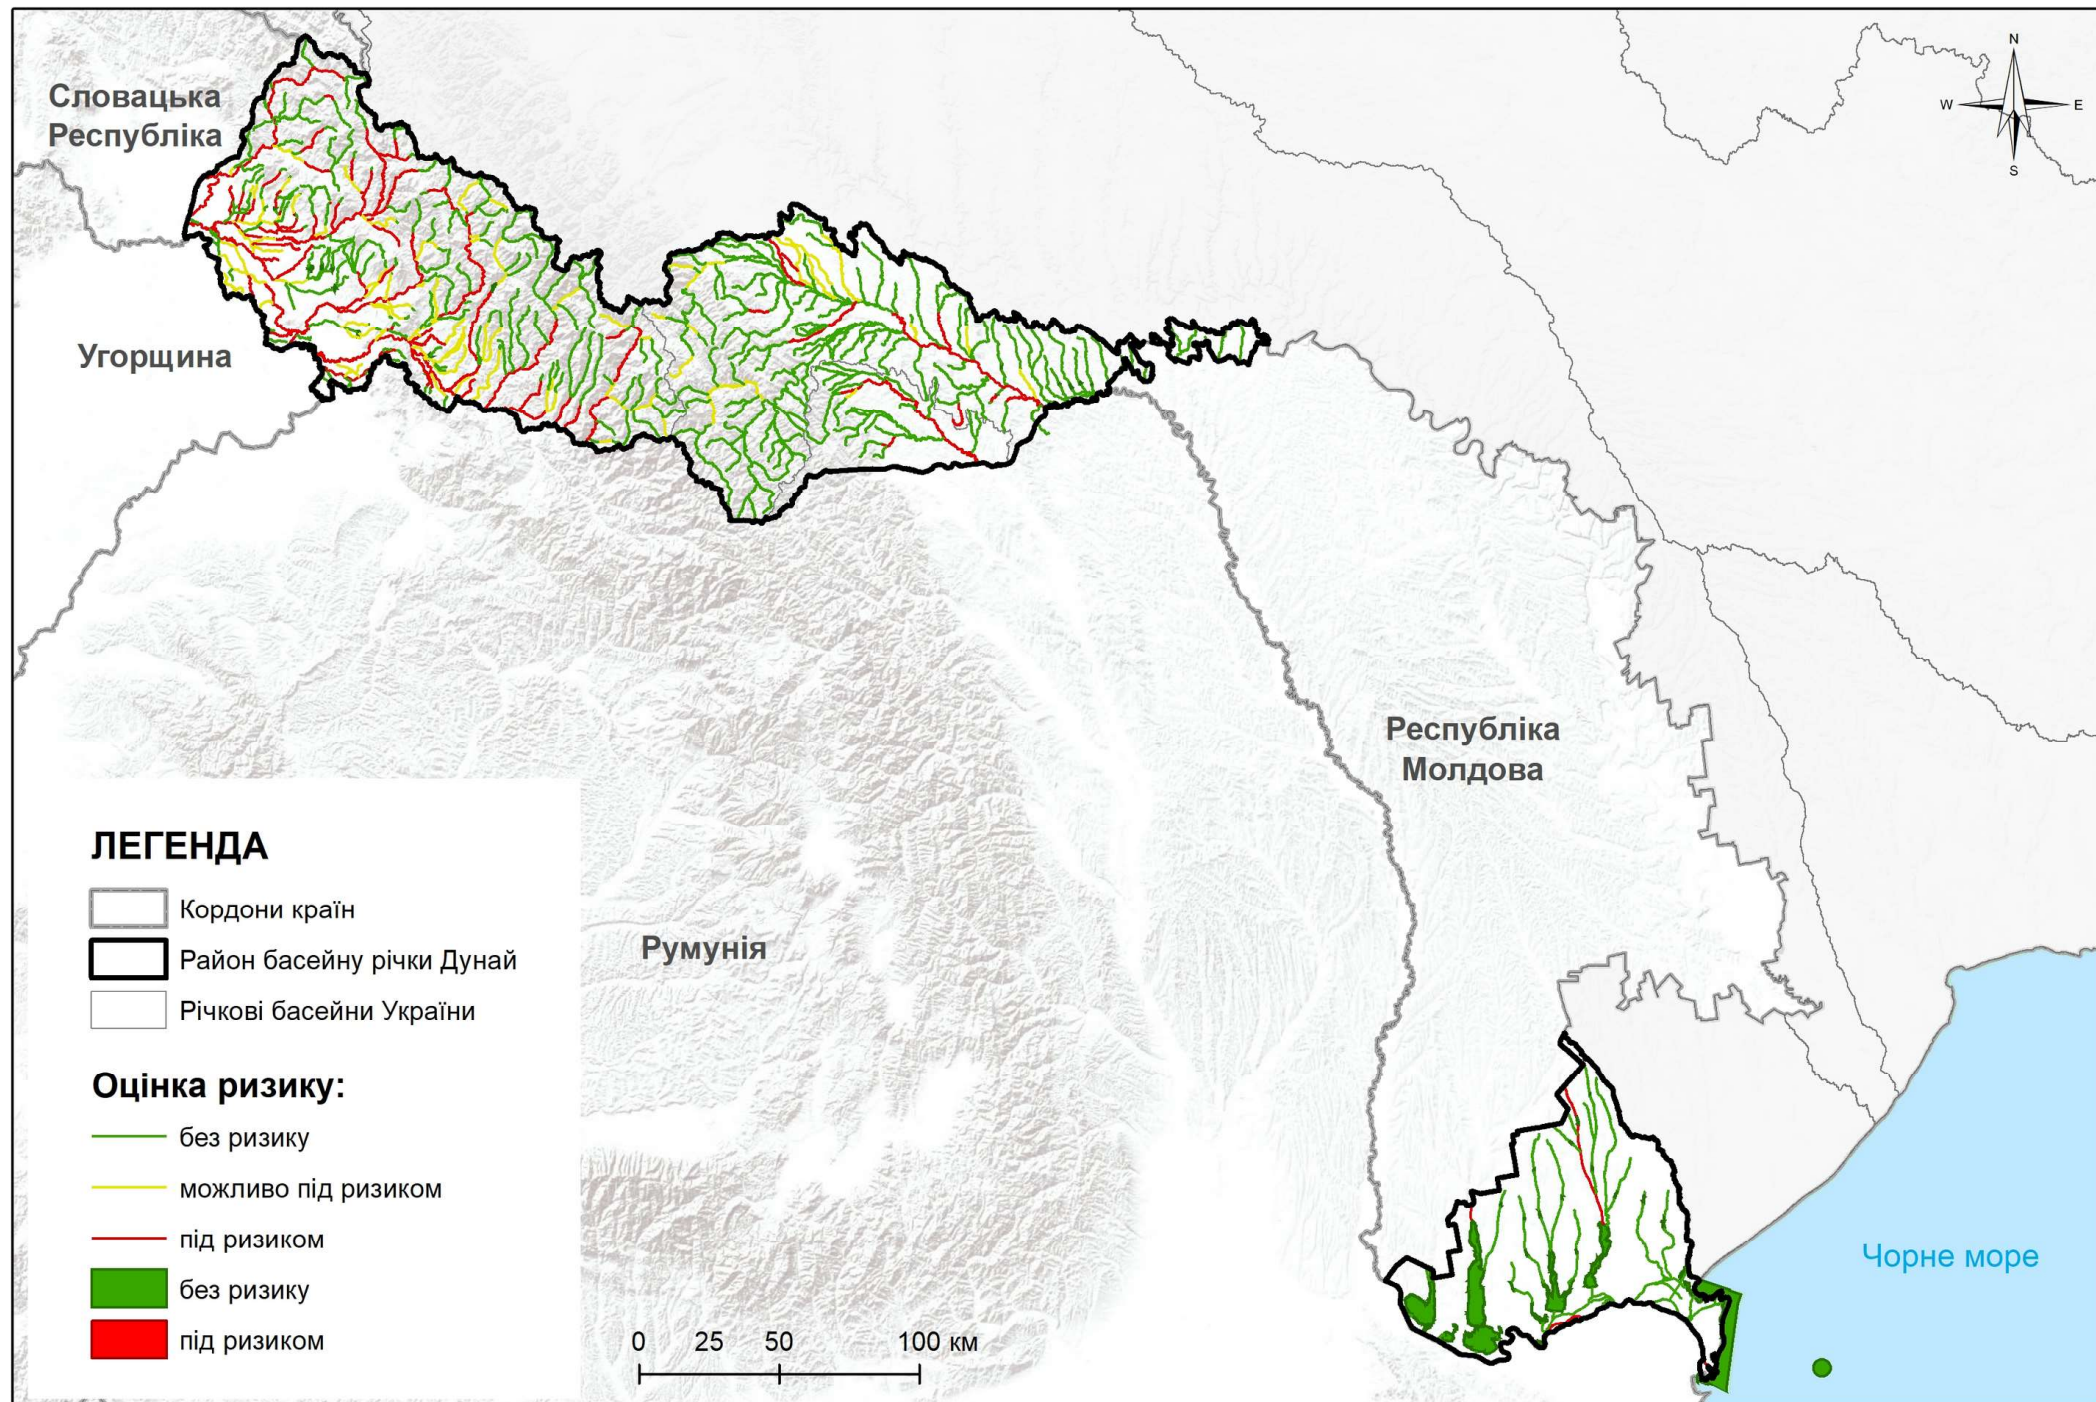 N
W
E
S
Словацька
Республіка
Угорщина
Республіка
Молдова
Румунія
Чорне море
ЛЕГЕНДА
Кордони країн
Район басейну річки Дунай
Річкові басейни України
Оцінка ризику:
без ризику
можливо під ризиком
під ризиком
без ризику
під ризиком
0 25 50 100 км